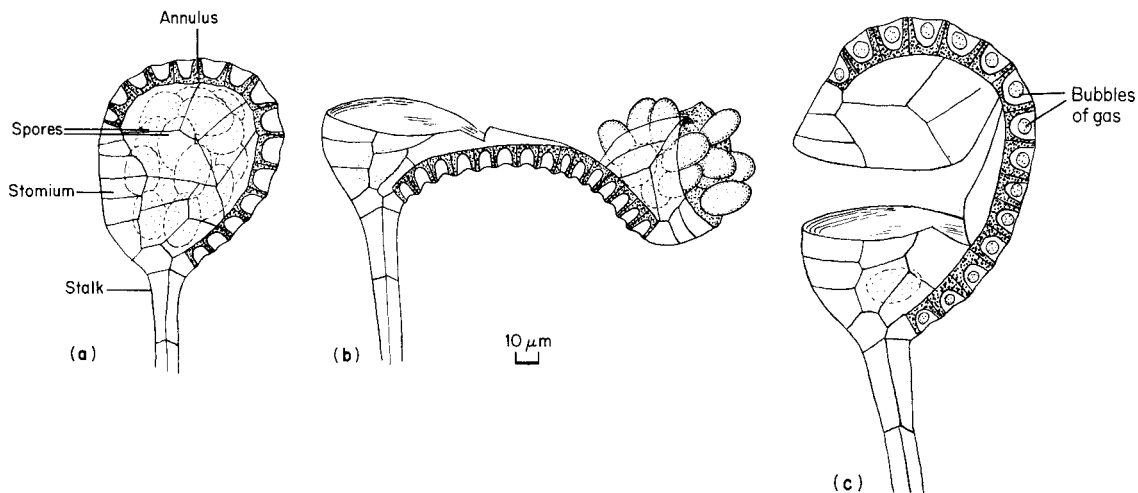 Annulus
Spores
Stomium
Stalk
(a)
(b)
10 μm
Bubbles
of gas
(c)